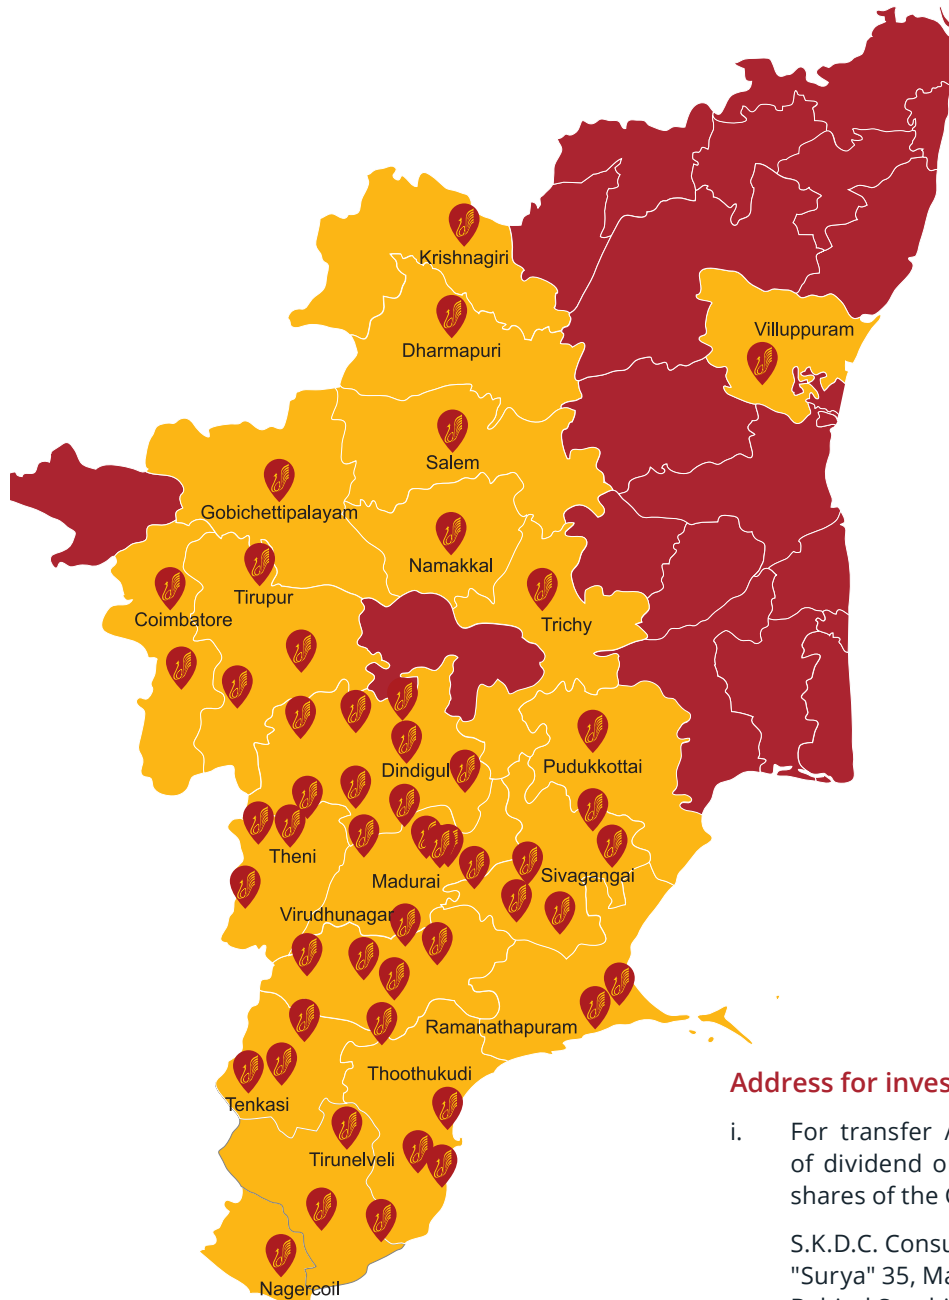 Krishnagiri
Villuppuram
Dharmapuri
Salem
Gobichettipalayam
Namakkal
Tirupur
Coimbatore
Trichy
Dindigul
Pudukkottai
Theni
Madurai
Sivagangai
Virudhunagar
Ramanathapuram
Thoothukudi
Tenkasi
Tirunelveli
Nagercoil
Address for inves
i. For transfer
of dividend o
shares of the
S.K.D.C. Consu
"Surya" 35, Ma